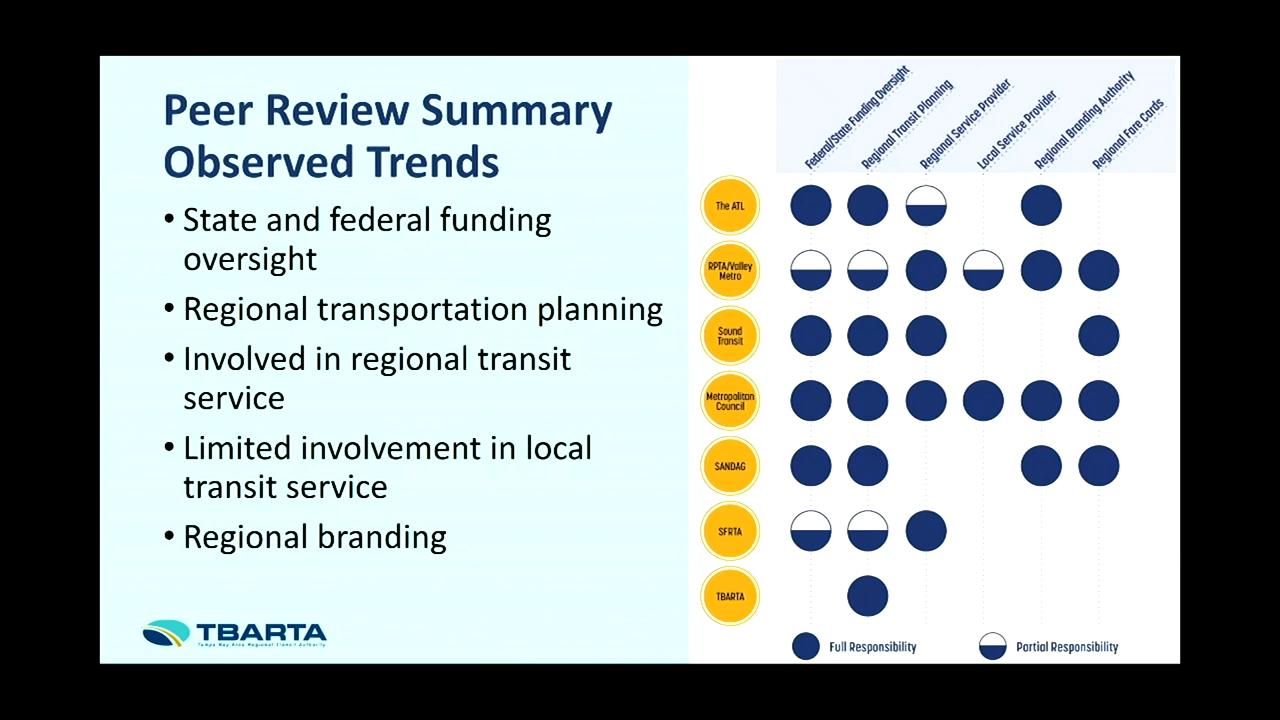 Peer Review Summary
Observed Trends
• State and federal funding
oversight
• Regional transportation planning
• Involved in regional transit
service
• Limited involvement in local
transit service
• Regional branding
TBARTA
Tampa Bay Area Regional Transit Authority
Federal/State Funding Oversight
Regional Transit Planning
Regional Service Provider
Local Service Provider
Regional Branding Authority
Regional Fare Cards
The ATL
RPTA/Valley
Metro
Sound
Transit
Metropolitan
Council
SANDAG
SFRTA
TBARTA
Full Responsibility
Partial Responsibility